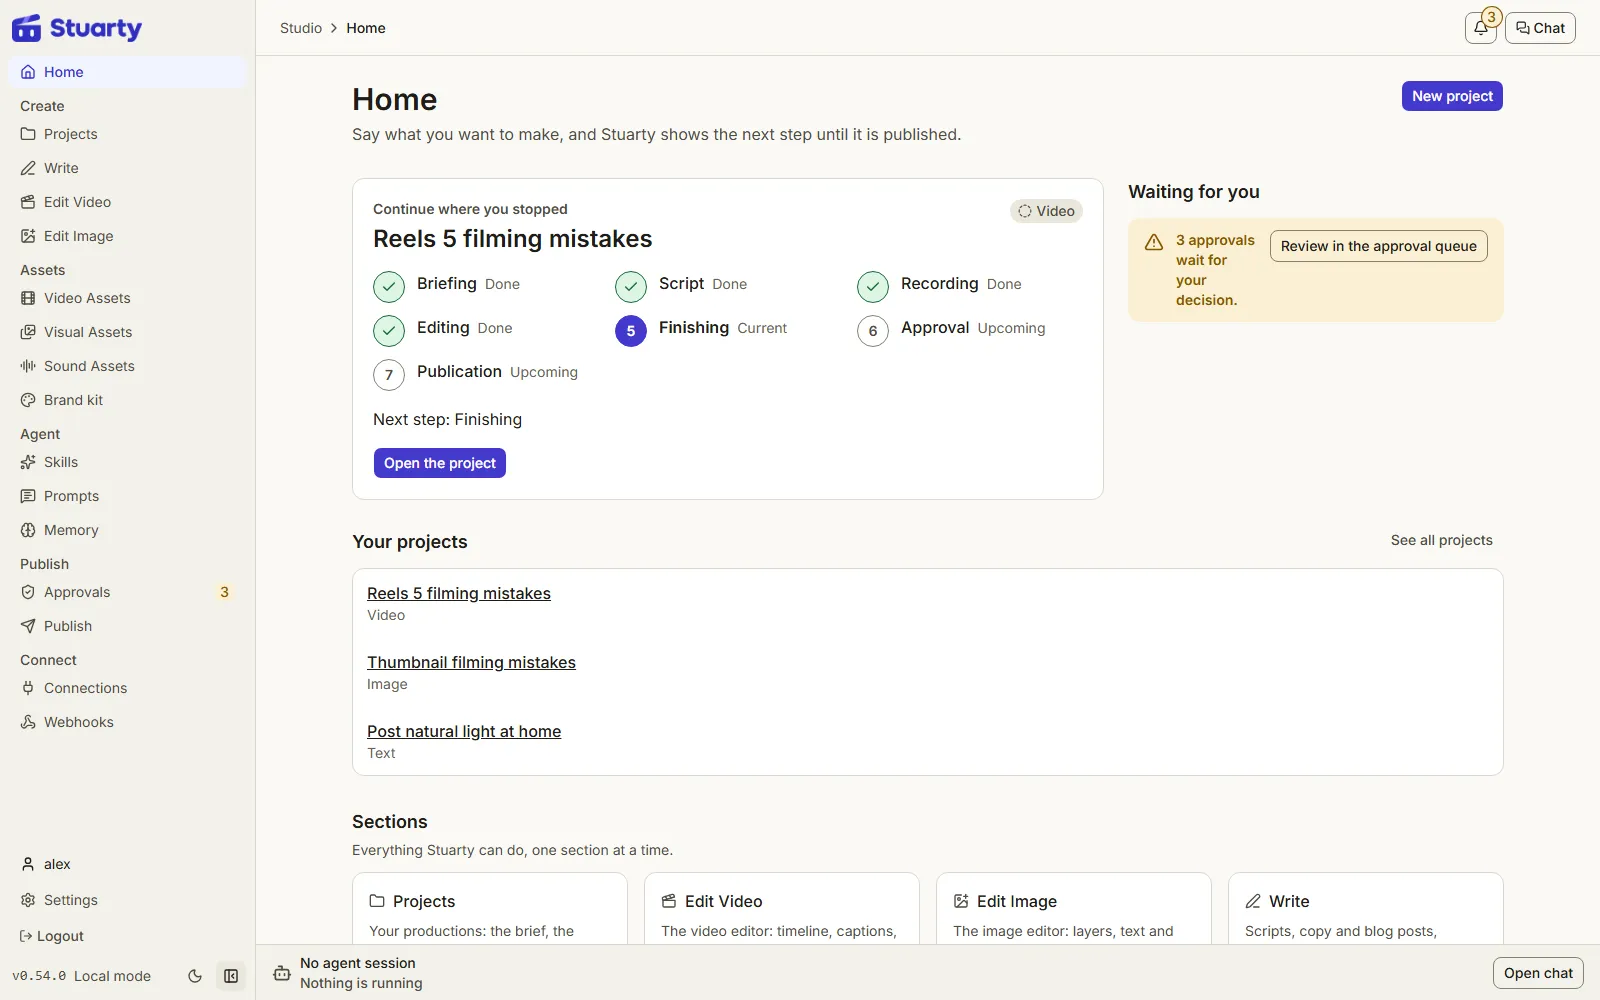 Stuarty
Home
Create
Projects
Write
Edit Video
Edit Image
Assets
Video Assets
Visual Assets
Sound Assets
Brand kit
Agent
Skills
Prompts
Memory
Publish
Approvals 3
Publish
Connect
Connections
Webhooks
alex
Settings
Logout
v0.54.0 Local mode
Studio Home
3
Chat
Home
New project
Say what you want to make, and Stuarty shows the next step until it is published.
Continue where you stopped
Video
Reels 5 filming mistakes
Briefing Done
Script Done
Recording Done
Editing Done
5 Finishing Current
6 Approval Upcoming
7 Publication Upcoming
Next step: Finishing
Open the project
Waiting for you
3 approvals
wait for
your
decision.
Review in the approval queue
Your projects
See all projects
Reels 5 filming mistakes
Video
Thumbnail filming mistakes
Image
Post natural light at home
Text
Sections
Everything Stuarty can do, one section at a time.
Projects
Your productions: the brief, the
Edit Video
The video editor: timeline, captions,
Edit Image
The image editor: layers, text and
Write
Scripts, copy and blog posts,
No agent session
Nothing is running
Open chat